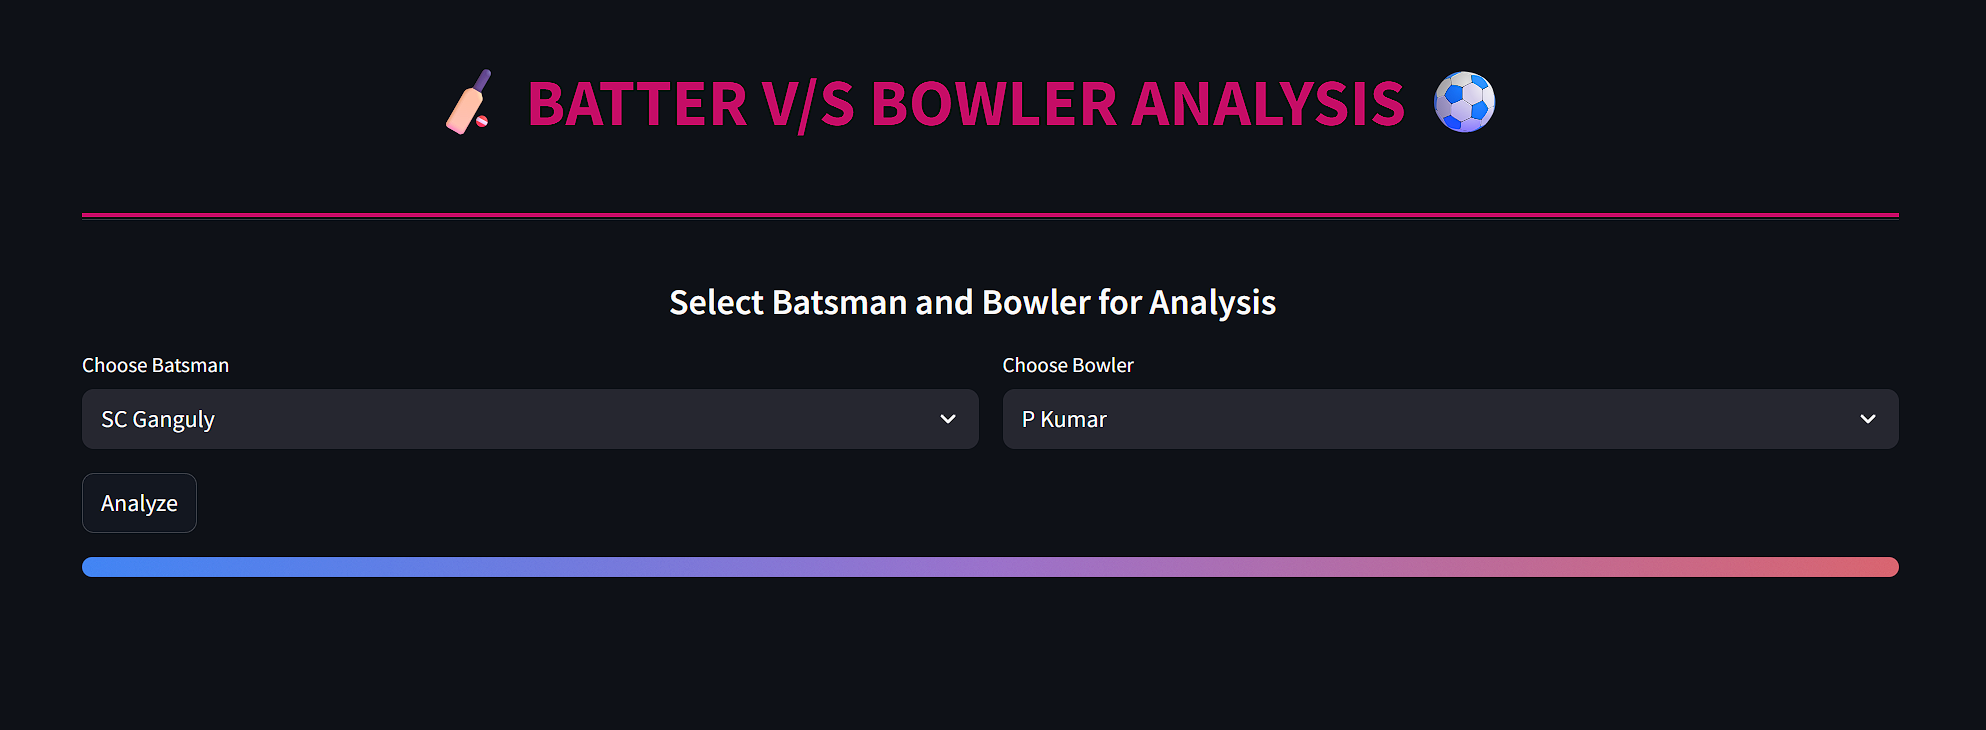 BATTER V/S BOWLER ANALYSIS
Select Batsman and Bowler for Analysis
Choose Batsman
Choose Bowler
SC Ganguly
P Kumar
Analyze